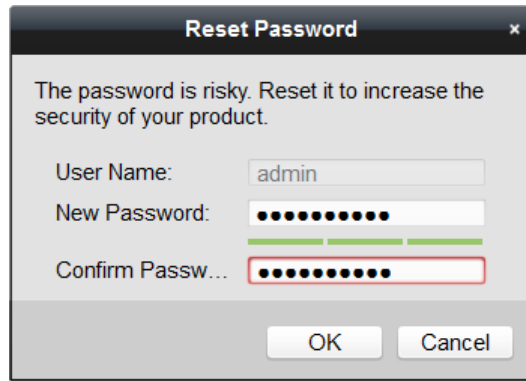 Reset Password
×
The password is risky. Reset it to increase the
security of your product.
User Name: admin
New Password: ●●●●●●●●●●
Confirm Passw... ●●●●●●●●●●
OK Cancel